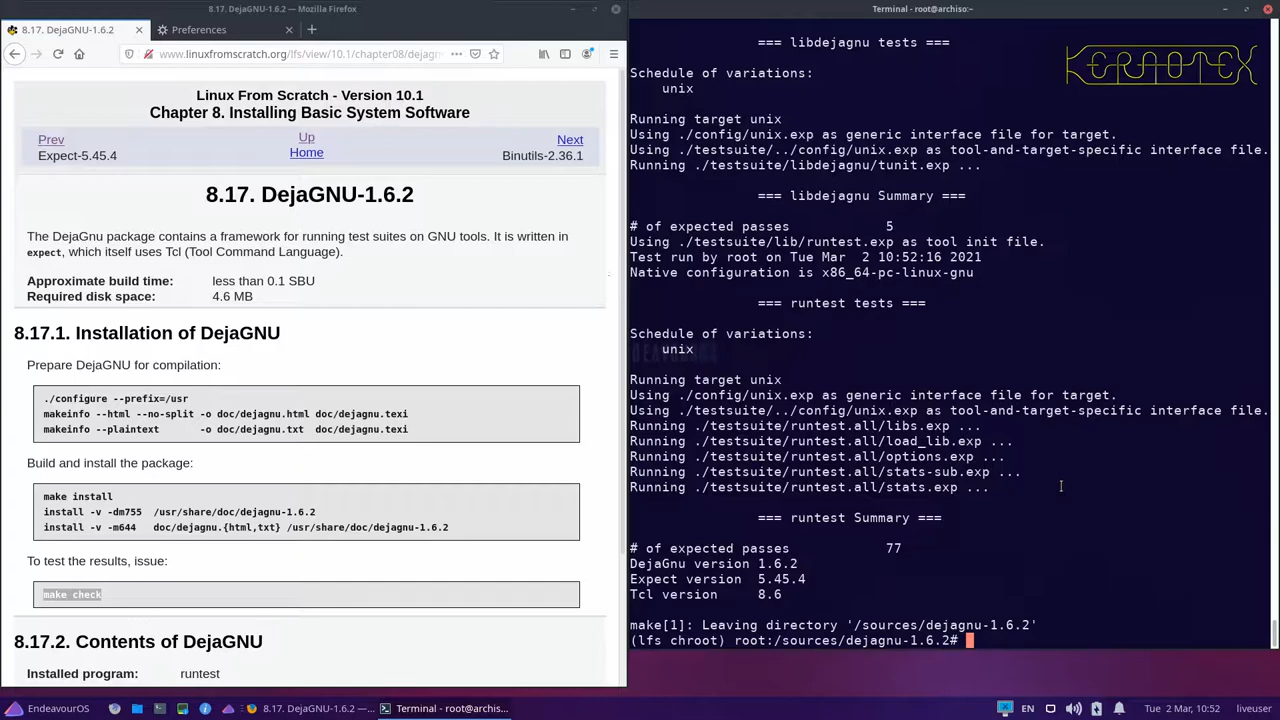 8.17. DejaGNU-1.6.2 — Mozilla Firefox
8.17. DejaGNU-1.6.2
Preferences
www.linuxfromscratch.org/lfs/view/10.1/chapter08/dejagn
Linux From Scratch - Version 10.1
Chapter 8. Installing Basic System Software
Prev
Up
Next
Expect-5.45.4
Home
Binutils-2.36.1
8.17. DejaGNU-1.6.2
The DejaGnu package contains a framework for running test suites on GNU tools. It is written in
expect, which itself uses Tcl (Tool Command Language).
Approximate build time: less than 0.1 SBU
Required disk space: 4.6 MB
8.17.1. Installation of DejaGNU
Prepare DejaGNU for compilation:
./configure --prefix=/usr
makeinfo --html --no-split -o doc/dejagnu.html doc/dejagnu.texi
makeinfo --plaintext       -o doc/dejagnu.txt  doc/dejagnu.texi
Build and install the package:
make install
install -v -dm755  /usr/share/doc/dejagnu-1.6.2
install -v -m644   doc/dejagnu.{html,txt} /usr/share/doc/dejagnu-1.6.2
To test the results, issue:
make check
8.17.2. Contents of DejaGNU
Installed program: runtest
Terminal - root@archiso:~
KERNOTEX
=== libdejagnu tests ===
Schedule of variations:
unix
Running target unix
Using ./config/unix.exp as generic interface file for target.
Using ./testsuite/../config/unix.exp as tool-and-target-specific interface file.
Running ./testsuite/libdejagnu/tunit.exp ...
=== libdejagnu Summary ===
# of expected passes 5
Using ./testsuite/lib/runtest.exp as tool init file.
Test run by root on Tue Mar  2 10:52:16 2021
Native configuration is x86_64-pc-linux-gnu
=== runtest tests ===
Schedule of variations:
unix
Running target unix
Using ./config/unix.exp as generic interface file for target.
Using ./testsuite/../config/unix.exp as tool-and-target-specific interface file.
Running ./testsuite/runtest.all/libs.exp ...
Running ./testsuite/runtest.all/load_lib.exp ...
Running ./testsuite/runtest.all/options.exp ...
Running ./testsuite/runtest.all/stats-sub.exp ...
Running ./testsuite/runtest.all/stats.exp ...
=== runtest Summary ===
# of expected passes 77
DejaGnu version 1.6.2
Expect version  5.45.4
Tcl version     8.6
make[1]: Leaving directory '/sources/dejagnu-1.6.2'
(lfs chroot) root:/sources/dejagnu-1.6.2#
EndeavourOS
8.17. DejaGNU-1.6.2 —...
Terminal - root@archis...
EN
Tue 2 Mar, 10:52
liveuser